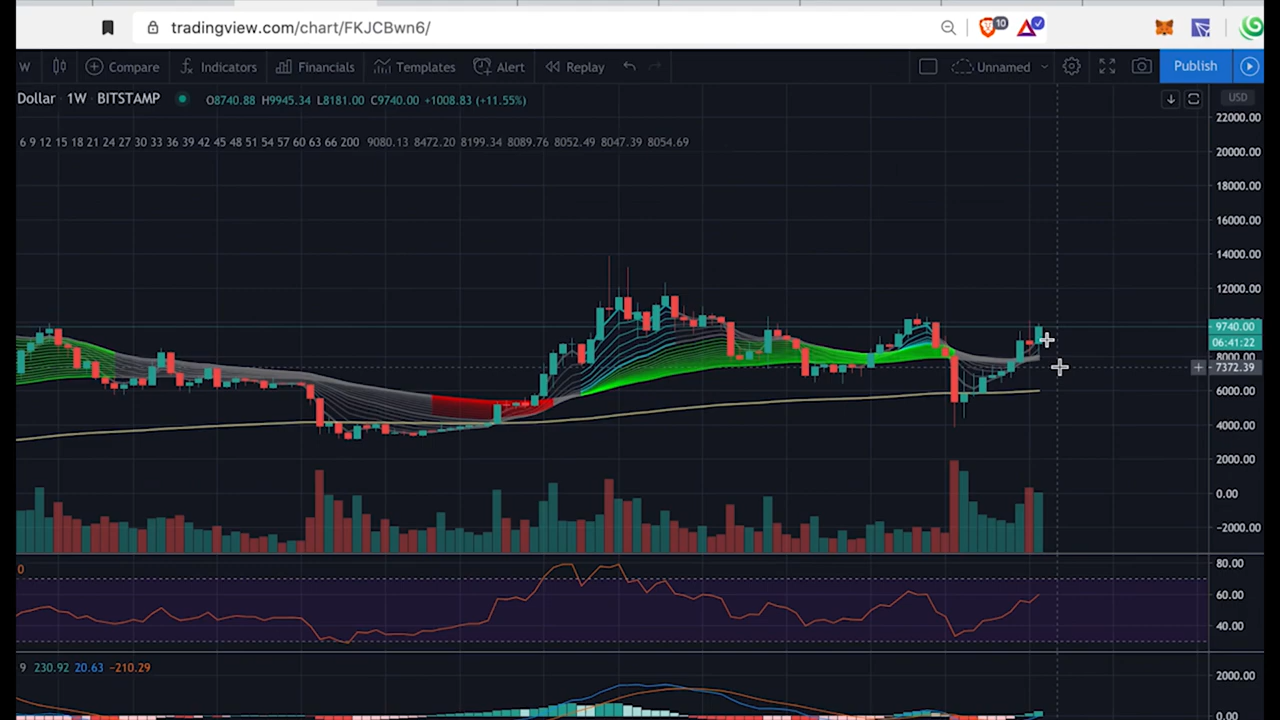 tradingview.com/chart/FKJCBwn6/
10
W
Compare
Indicators
Financials
Templates
Alert
Replay
Unnamed
Publish
Dollar 1W BITSTAMP
O8740.88 H9945.34 L8181.00 C9740.00 +1008.83 (+11.55%)
USD
22000.00
6 9 12 15 18 21 24 27 30 33 36 39 42 45 48 51 54 57 60 63 66 200 9080.13 8472.20 8199.34 8089.76 8052.49 8047.39 8054.69
20000.00
18000.00
16000.00
14000.00
12000.00
9740.00
06:41:22
8000.00
7372.39
6000.00
4000.00
2000.00
0.00
−2000.00
0
80.00
60.00
40.00
9 230.92 20.63 −210.29
2000.00
0.00